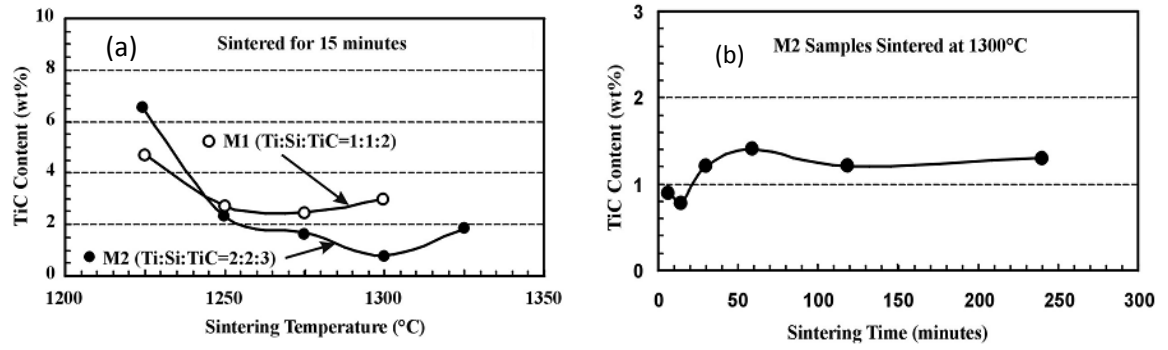 10
8
6
4
2
0
TiC Content (wt%)
(a)
Sintered for 15 minutes
M1 (Ti:Si:TiC=1:1:2)
M2 (Ti:Si:TiC=2:2:3)
1200 1250 1300 1350
Sintering Temperature (°C)
3
2
1
0
TiC Content (wt%)
(b)
M2 Samples Sintered at 1300°C
0 50 100 150 200 250 300
Sintering Time (minutes)